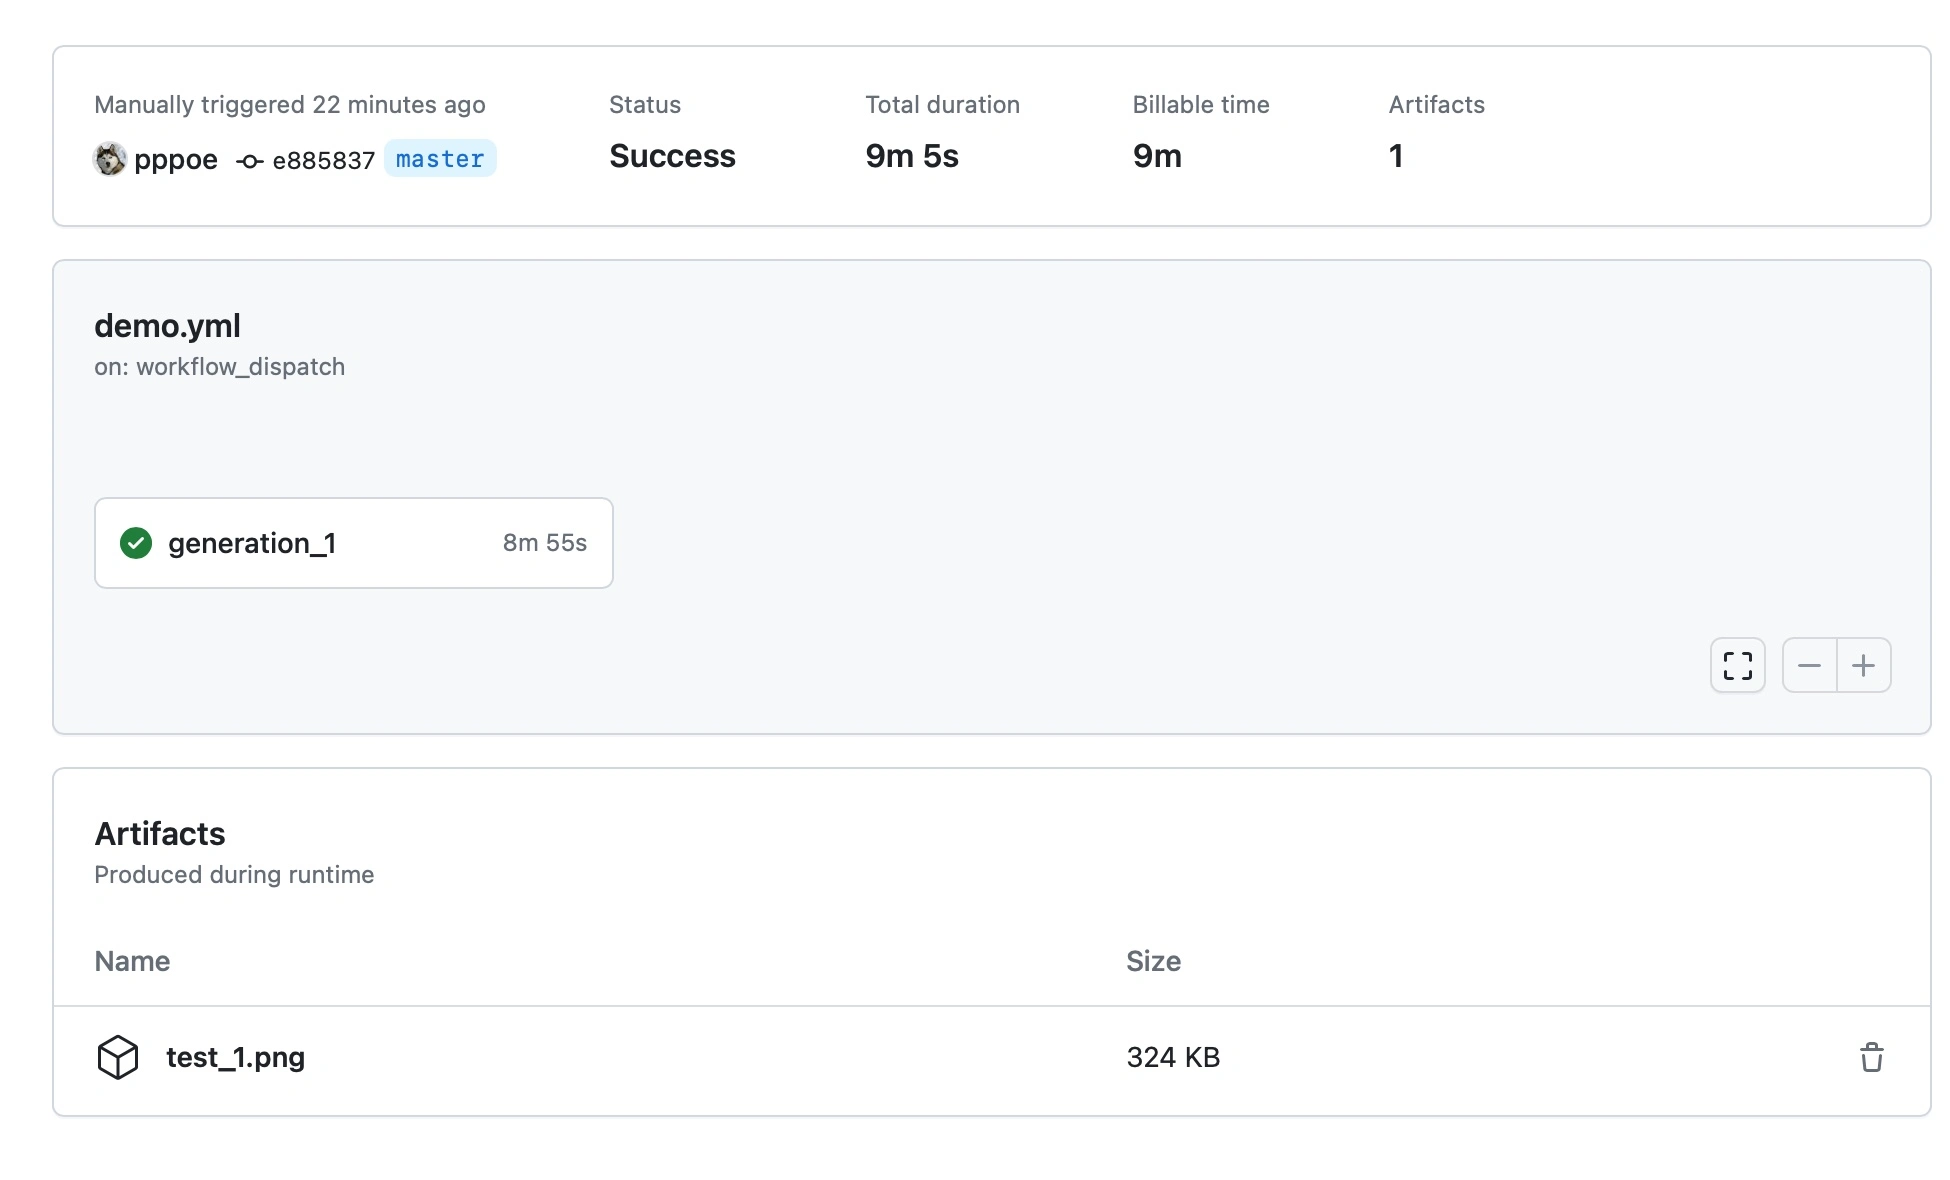 Manually triggered 22 minutes ago
pppoe e885837 master
Status
Success
Total duration
9m 5s
Billable time
9m
Artifacts
1
demo.yml
on: workflow_dispatch
generation_1 8m 55s
Artifacts
Produced during runtime
Name Size
test_1.png 324 KB